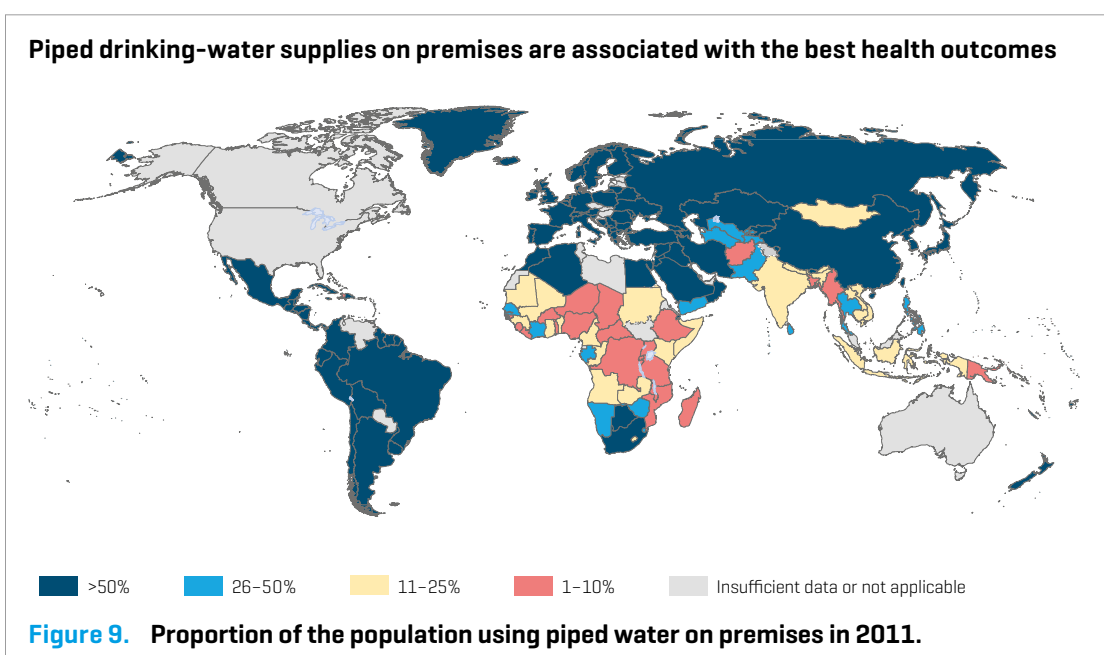 Piped drinking-water supplies on premises are associated with the best health outcomes
>50% 26–50% 11–25% 1–10% Insufficient data or not applicable
Figure 9. Proportion of the population using piped water on premises in 2011.